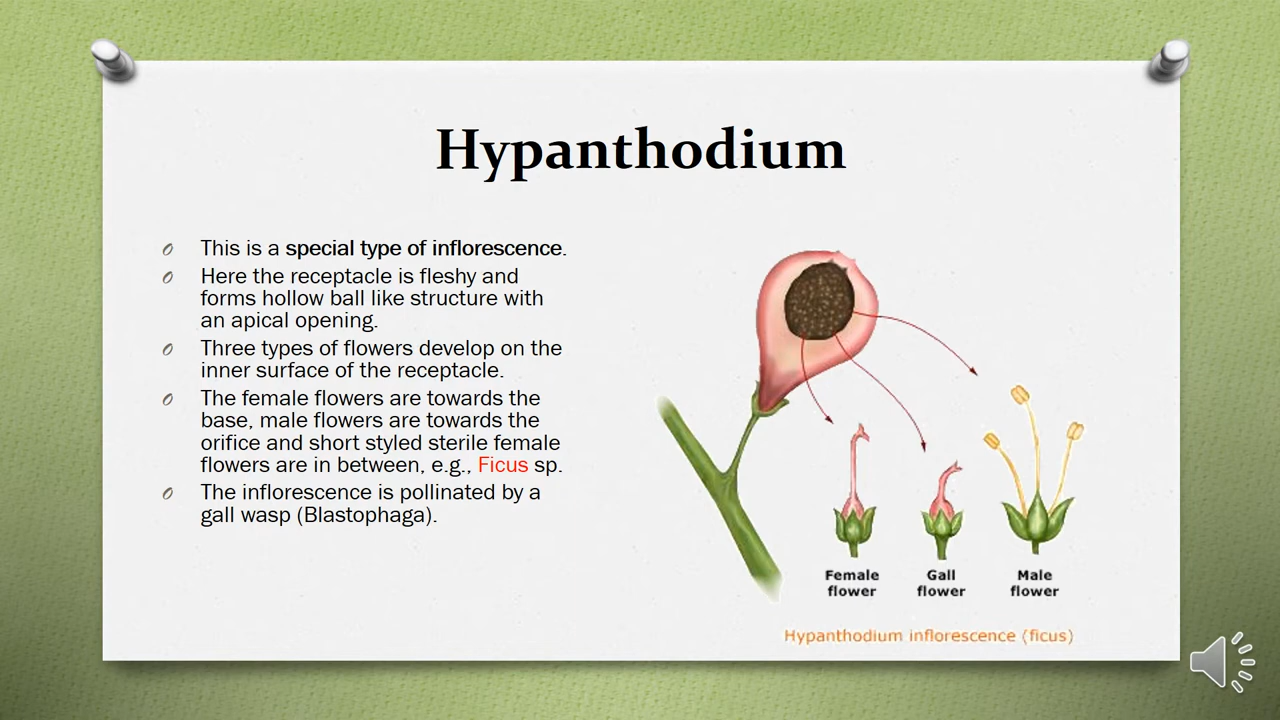 Hypanthodium
This is a special type of inflorescence.
Here the receptacle is fleshy and
forms hollow ball like structure with
an apical opening.
Three types of flowers develop on the
inner surface of the receptacle.
The female flowers are towards the
base, male flowers are towards the
orifice and short styled sterile female
flowers are in between, e.g., Ficus sp.
The inflorescence is pollinated by a
gall wasp (Blastophaga).
Female
flower
Gall
flower
Male
flower
Hypanthodium inflorescence (ficus)